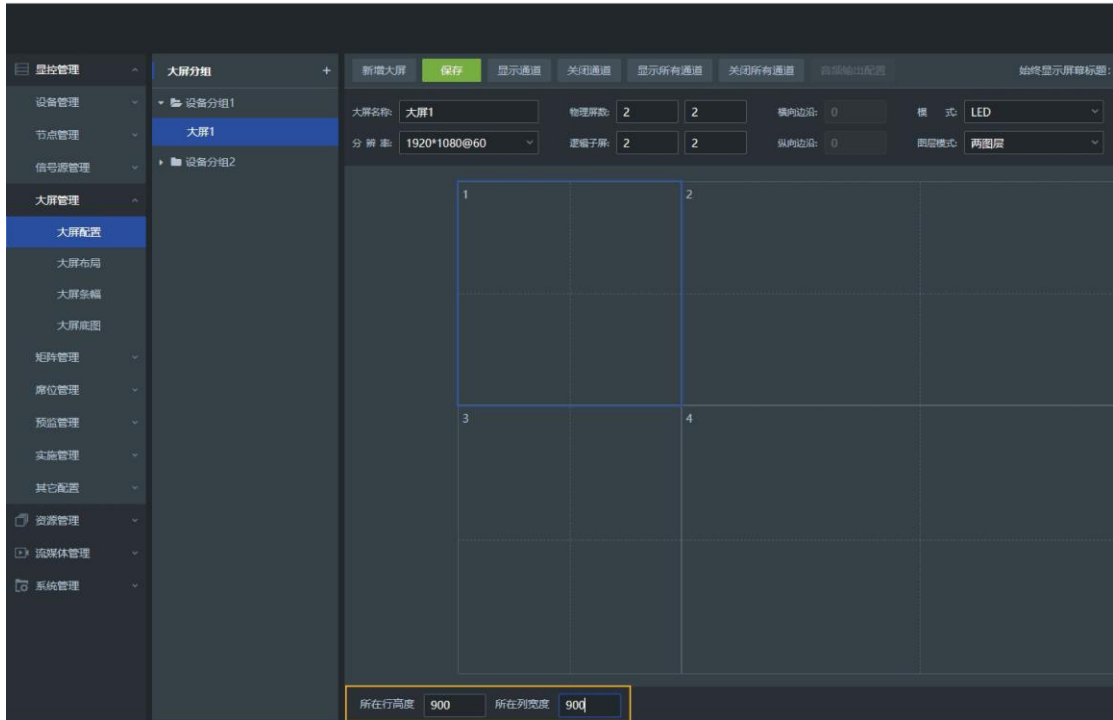 显控管理
设备管理
节点管理
信号源管理
大屏管理
大屏配置
大屏布局
大屏条幅
大屏底图
矩阵管理
席位管理
预监管理
实施管理
其它配置
资源管理
流媒体管理
系统管理
大屏分组 +
设备分组1
大屏1
设备分组2
新增大屏 保存 显示通道 关闭通道 显示所有通道 关闭所有通道 音频输出配置 始终显示屏幕标题:
大屏名称: 大屏1 物理屏数: 2 2 横向边沿: 0 模 式: LED
分 辨 率: 1920*1080@60 逻辑子屏: 2 2 纵向边沿: 0 图层模式: 两图层
1 2
3 4
所在行高度 900 所在列宽度 900